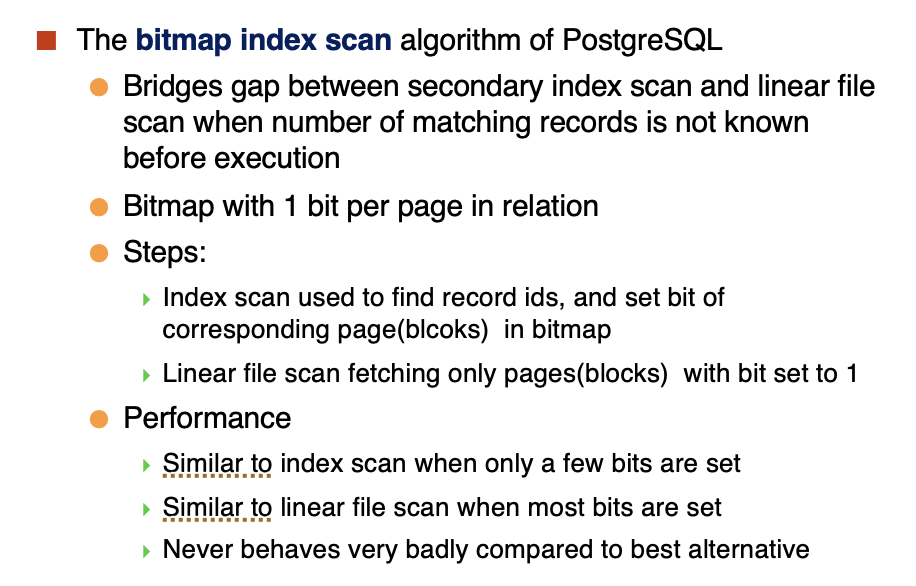 The bitmap index scan algorithm of PostgreSQL
Bridges gap between secondary index scan and linear file
scan when number of matching records is not known
before execution
Bitmap with 1 bit per page in relation
Steps:
Index scan used to find record ids, and set bit of
corresponding page(blcoks)  in bitmap
Linear file scan fetching only pages(blocks)  with bit set to 1
Performance
Similar to index scan when only a few bits are set
Similar to linear file scan when most bits are set
Never behaves very badly compared to best alternative